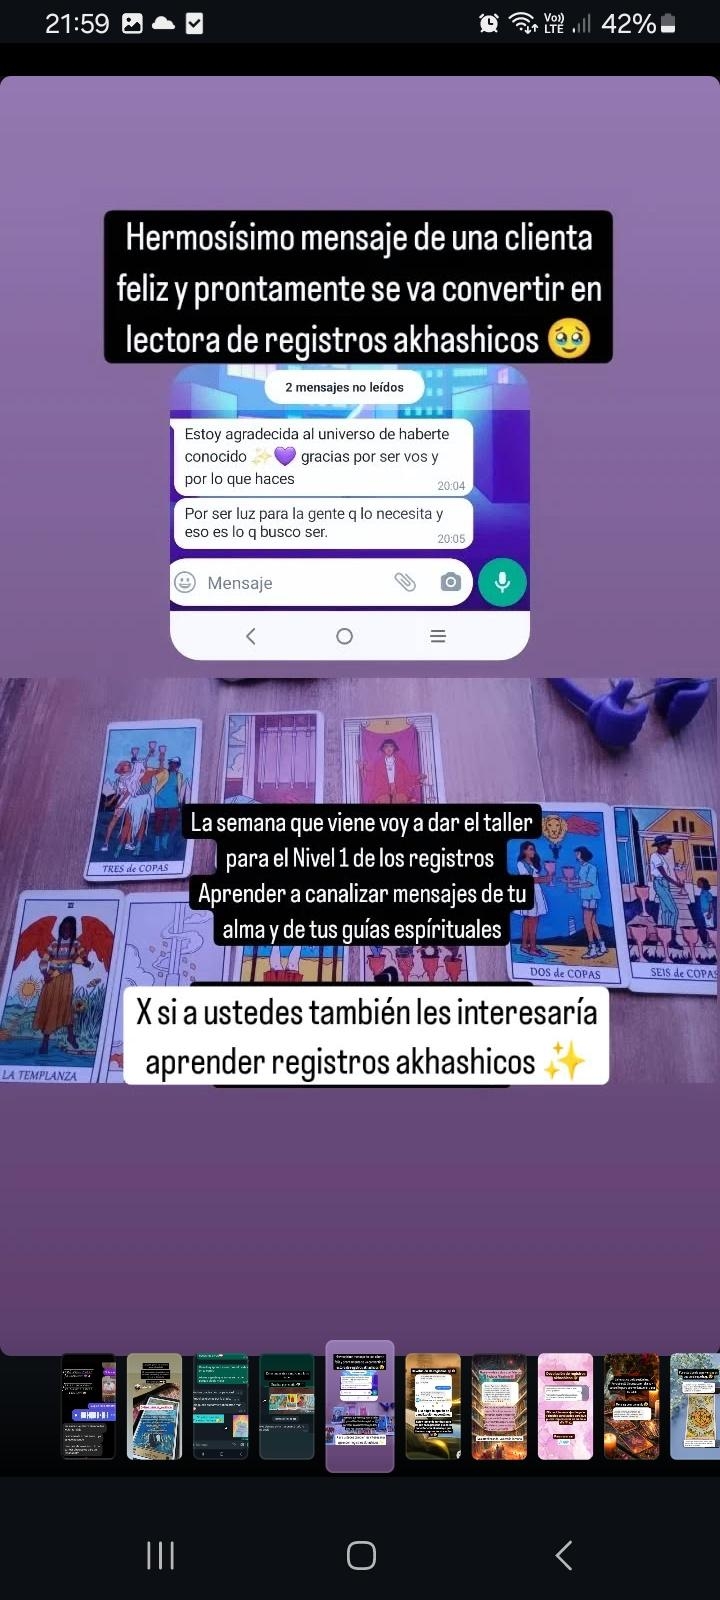 21:59
Vo))
LTE
42%
Hermosísimo mensaje de una clienta
feliz y prontamente se va convertir en
lectora de registros akhashicos 🥹
2 mensajes no leídos
Estoy agradecida al universo de haberte
conocido ✨💜 gracias por ser vos y
por lo que haces
20:04
Por ser luz para la gente q lo necesita y
eso es lo q busco ser.
20:05
Mensaje
II
TRES de COPAS
La semana que viene voy a dar el taller
para el Nivel 1 de los registros
Aprender a canalizar mensajes de tu
alma y de tus guías espírituales
DOS de COPAS
SEIS de COPAS
X si a ustedes también les interesaría
aprender registros akhashicos ✨
LA TEMPLANZA